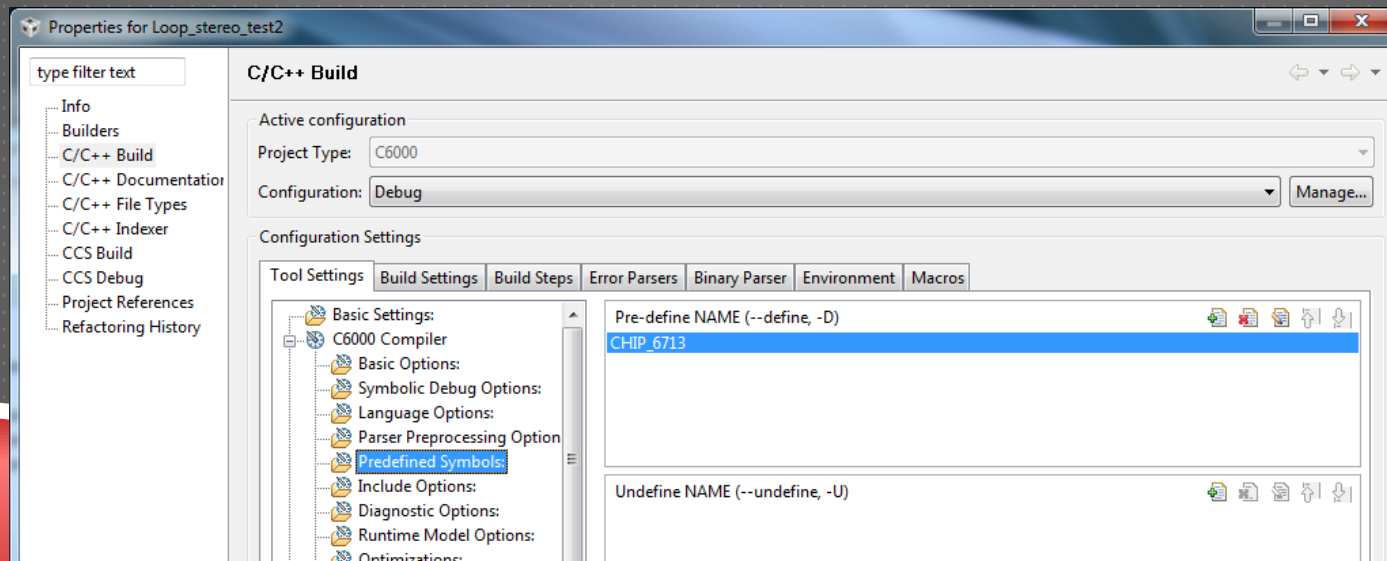 Properties for Loop_stereo_test2
type filter text
Info
Builders
C/C++ Build
C/C++ Documentation
C/C++ File Types
C/C++ Indexer
CCS Build
CCS Debug
Project References
Refactoring History
C/C++ Build
Active configuration
Project Type: C6000
Configuration: Debug Manage...
Configuration Settings
Tool Settings Build Settings Build Steps Error Parsers Binary Parser Environment Macros
Basic Settings:
C6000 Compiler
Basic Options:
Symbolic Debug Options:
Language Options:
Parser Preprocessing Option
Predefined Symbols:
Include Options:
Diagnostic Options:
Runtime Model Options:
Optimizations:
Pre-define NAME (--define, -D)
CHIP_6713
Undefine NAME (--undefine, -U)